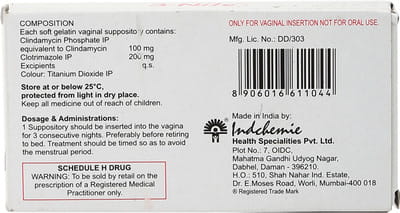 COMPOSITION
Each soft gelatin vaginal suppository contains:
Clindamycin Phosphate IP
equivalent to Clindamycin 100 mg
Clotrimazole IP 200 mg
Excipients q.s.
Colour: Titanium Dioxide IP
Store at or below 25°C,
protected from light in dry place.
Keep all medicine out of reach of children.
Dosage & Administrations:
1 Suppository should be inserted into the vagina
for 3 consecutive nights. Preferably before retiring
to bed. Treatment should be timed so as to avoid
the menstrual period.
SCHEDULE H DRUG
WARNING: To be sold by retail on the
prescription of a Registered Medical
Practitioner only.
ONLY FOR VAGINAL INSERTION NOT FOR ORAL USE.
Mfg. Lic. No.: DD/303
8 906016 611044
Made in India by:
Indchemie
Health Specialities Pvt. Ltd.
Plot No.: 7, OIDC,
Mahatma Gandhi Udyog Nagar,
Dabhel, Daman - 396210.
H.O.: 510, Shah Nahar Ind. Estate,
Dr. E.Moses Road, Worli, Mumbai-400 018
® Registered Trade Mark